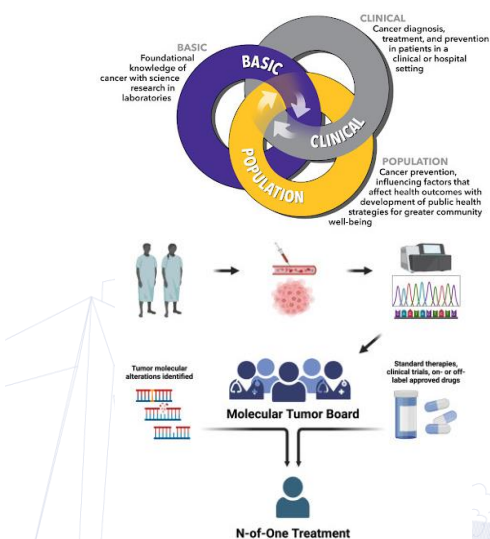 CLINICAL
Cancer diagnosis,
treatment, and prevention
in patients in a
clinical or hospital
setting
BASIC
Foundational
knowledge of
cancer with science
research in
laboratories
BASIC
CLINICAL
POPULATION
POPULATION
Cancer prevention,
influencing factors that
affect health outcomes with
development of public health
strategies for greater community
well-being
Tumor molecular
alterations identified
Standard therapies,
clinical trials, on- or off-
label approved drugs
Molecular Tumor Board
N-of-One Treatment